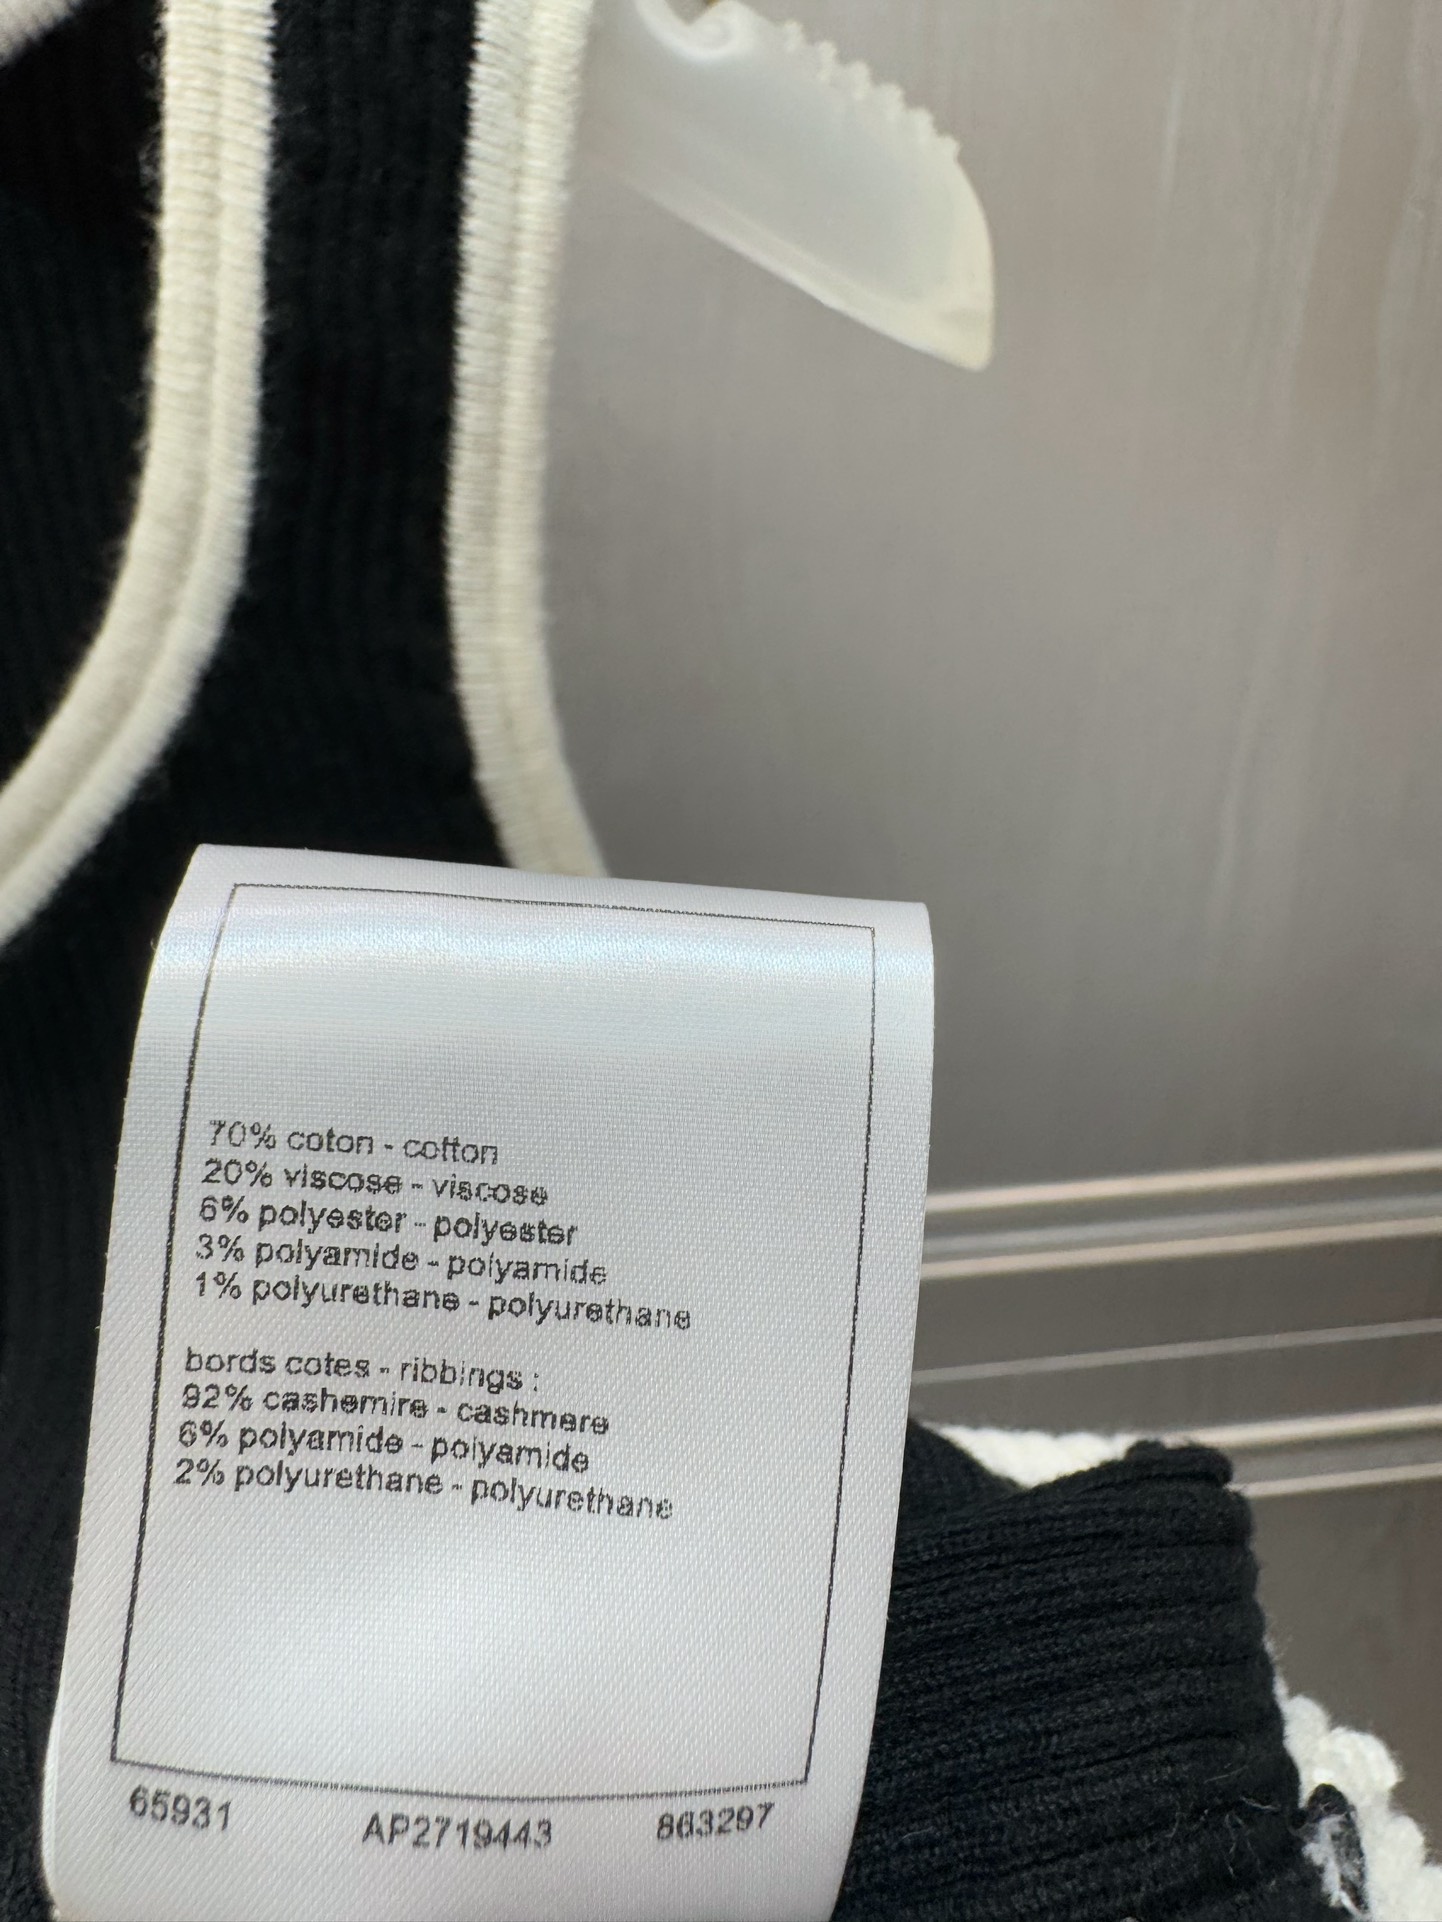 70% coton - cotton
20% viscose - viscose
6% polyester - polyester
3% polyamide - polyamide
1% polyurethane - polyurethane
bords cotes - ribbings :
92% cashemire - cashmere
6% polyamide - polyamide
2% polyurethane - polyurethane
65931 AP2719443 863297